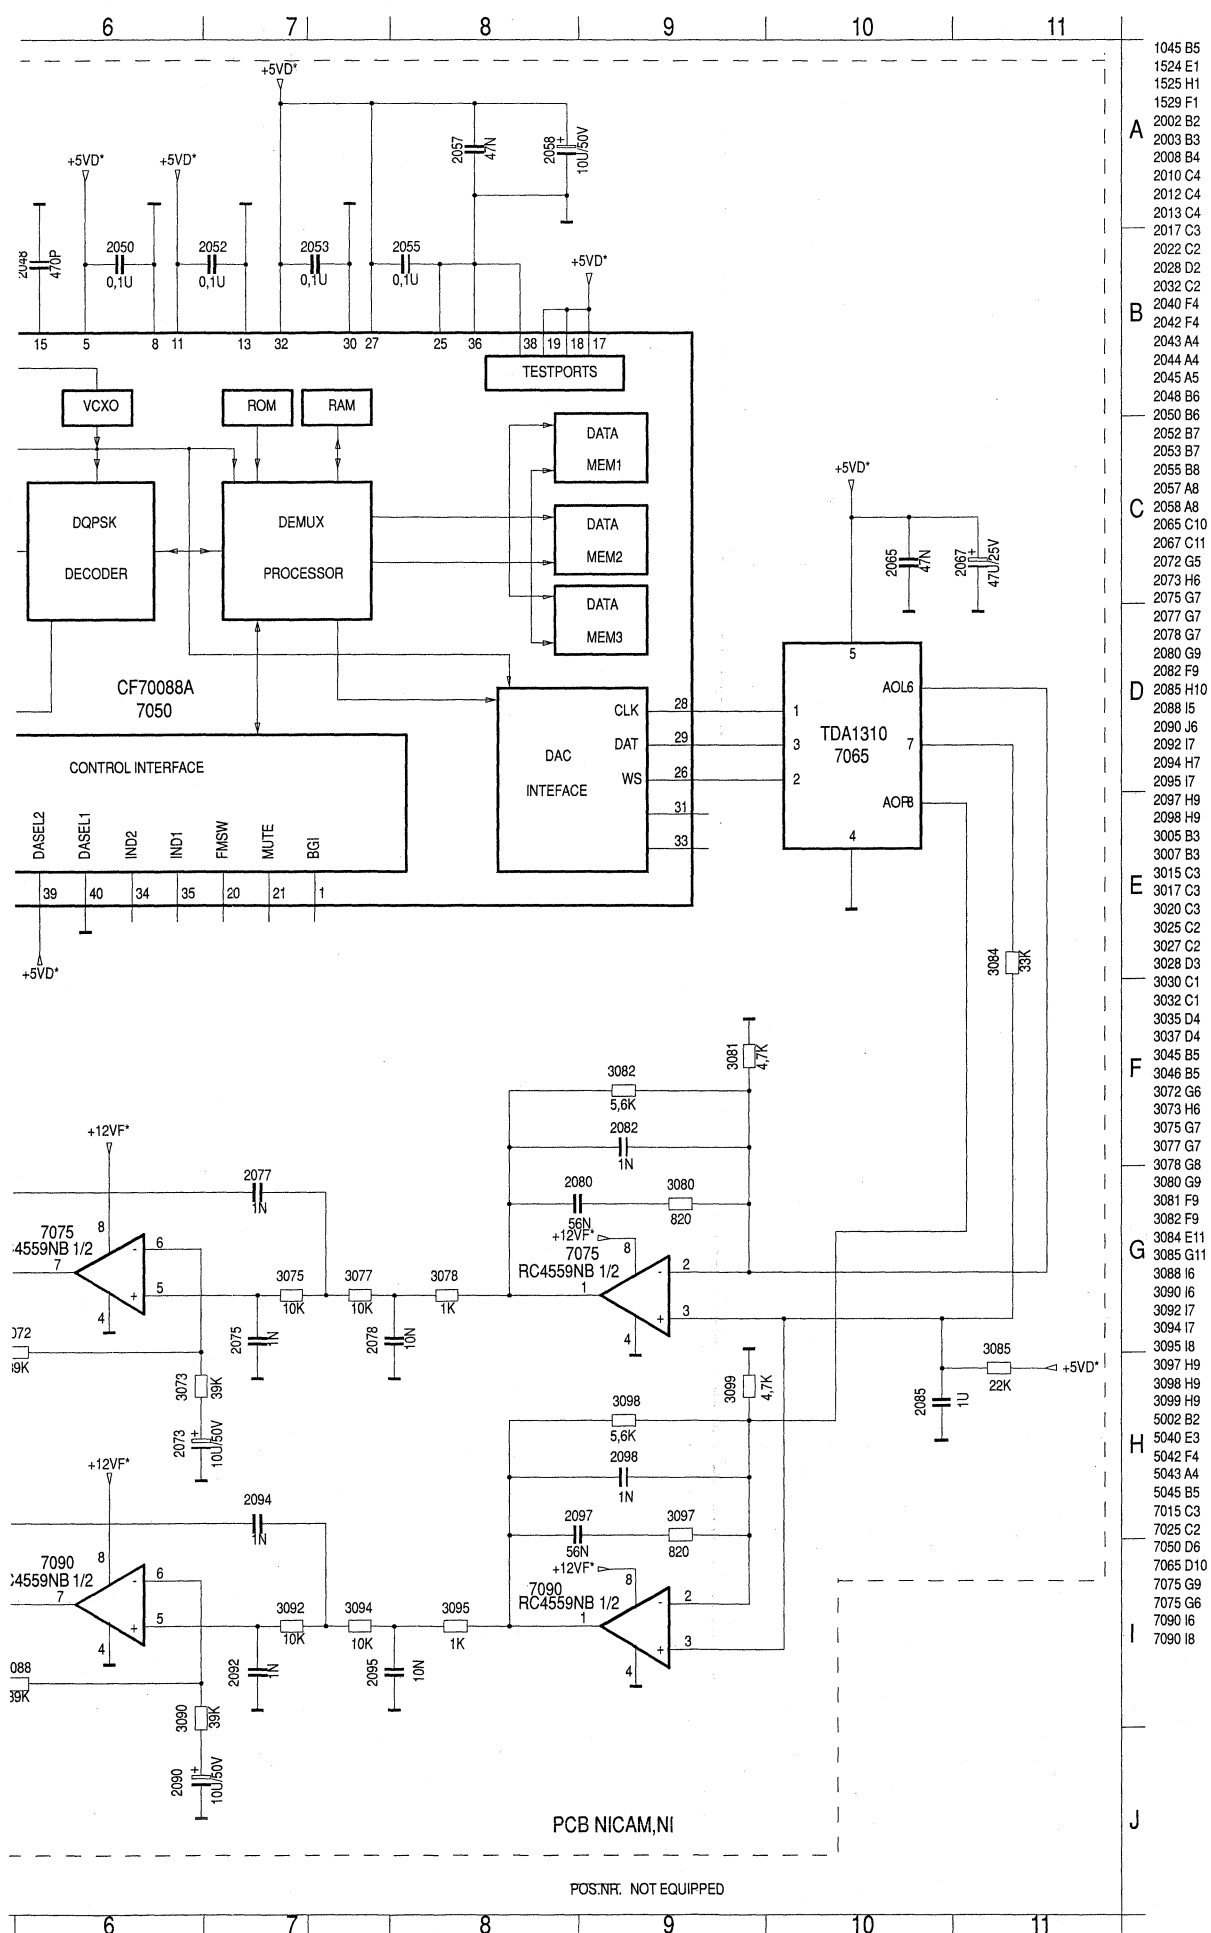 6 7 8 9 10 11
+5VD*
A
2057 47N
2058 10U/50V
+
+5VD* +5VD*
2048 470P
2050 0,1U
2052 0,1U
2053 0,1U
2055 0,1U
+5VD*
B
15 5 8 11 13 32 30 27 25 36 38 19 18 17
TESTPORTS
VCXO ROM RAM
DATA
MEM1
+5VD*
C
DQPSK
DECODER
DEMUX
PROCESSOR
DATA
MEM2
2065 47N
2067 47U/25V
+
DATA
MEM3
CF70088A
7050
D
5
AOL6
CLK 28 1
TDA1310
7065
DAT 29 3 7
DAC
INTEFACE
WS 26 2
CONTROL INTERFACE
31
33
AOR8
4
DASEL2 DASEL1 IND2 IND1 FMSW MUTE BGI
39 40 34 35 20 21 1
E
+5VD*
3084 33K
F
3081 4,7K
3082
5,6K
2082
1N
+12VF*
2077
1N
2080
56N
3080
820
+12VF*
7075
4559NB 1/2
8
6
-
7
5
+
4
7075
RC4559NB 1/2
8
-
2
1
+
3
4
G
3075
10K
3077
10K
3078
1K
2075 1N
2078 10N
072
39K
3073 39K
2073 10U/50V
+
3085
22K
+5VD*
2085 1U
3099 4,7K
3098
5,6K
H
2098
1N
+12VF*
2094
1N
2097
56N
3097
820
+12VF*
7090
4559NB 1/2
8
6
-
7
5
+
4
7090
RC4559NB 1/2
8
-
2
1
+
3
4
I
3092
10K
3094
10K
3095
1K
2092 1N
2095 10N
088
39K
3090 39K
2090 10U/50V
+
PCB NICAM,NI
J
POS.NR. NOT EQUIPPED
6 7 8 9 10 11
1045 B5
1524 E1
1525 H1
1529 F1
2002 B2
2003 B3
2008 B4
2010 C4
2012 C4
2013 C4
2017 C3
2022 C2
2028 D2
2032 C2
2040 F4
2042 F4
2043 A4
2044 A4
2045 A5
2048 B6
2050 B6
2052 B7
2053 B7
2055 B8
2057 A8
2058 A8
2065 C10
2067 C11
2072 G5
2073 H6
2075 G7
2077 G7
2078 G7
2080 G9
2082 F9
2085 H10
2088 I5
2090 J6
2092 I7
2094 H7
2095 I7
2097 H9
2098 H9
3005 B3
3007 B3
3015 C3
3017 C3
3020 C3
3025 C2
3027 C2
3028 D3
3030 C1
3032 C1
3035 D4
3037 D4
3045 B5
3046 B5
3072 G6
3073 H6
3075 G7
3077 G7
3078 G8
3080 G9
3081 F9
3082 F9
3084 E11
3085 G11
3088 I6
3090 I6
3092 I7
3094 I7
3095 I8
3097 H9
3098 H9
3099 H9
5002 B2
5040 E3
5042 F4
5043 A4
5045 B5
7015 C3
7025 C2
7050 D6
7065 D10
7075 G9
7075 G6
7090 I6
7090 I8